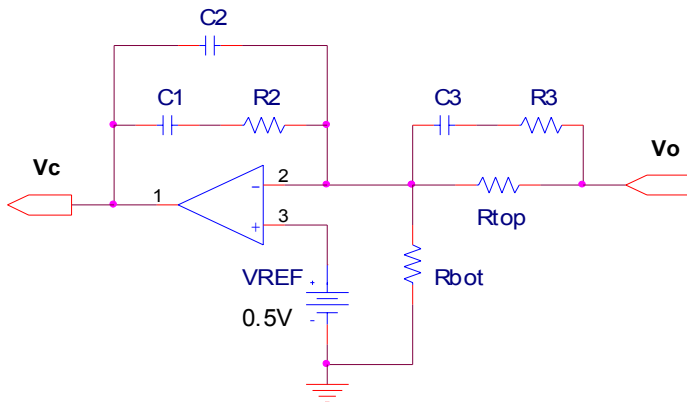 C2
C1
R2
C3
R3
Vc
Vo
1
2
-
3
+
Rtop
VREF
+
-
0.5V
Rbot